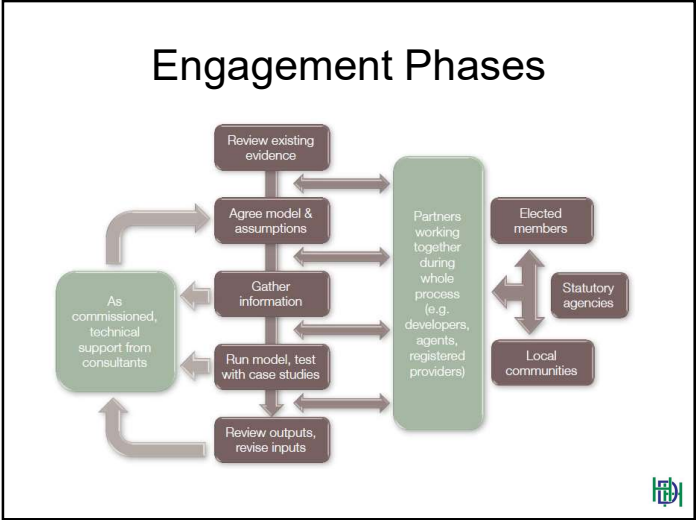 Engagement Phases
Review existing
evidence
Agree model &
assumptions
Gather
information
Run model, test
with case studies
Review outputs,
revise inputs
As
commissioned,
technical
support from
consultants
Partners
working
together
during
whole
process
(e.g.
developers,
agents,
registered
providers)
Elected
members
Statutory
agencies
Local
communities
HDH